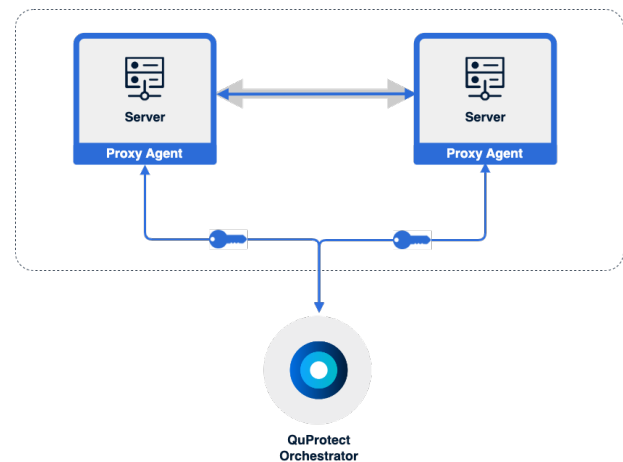 Server
Proxy Agent
Server
Proxy Agent
QuProtect
Orchestrator